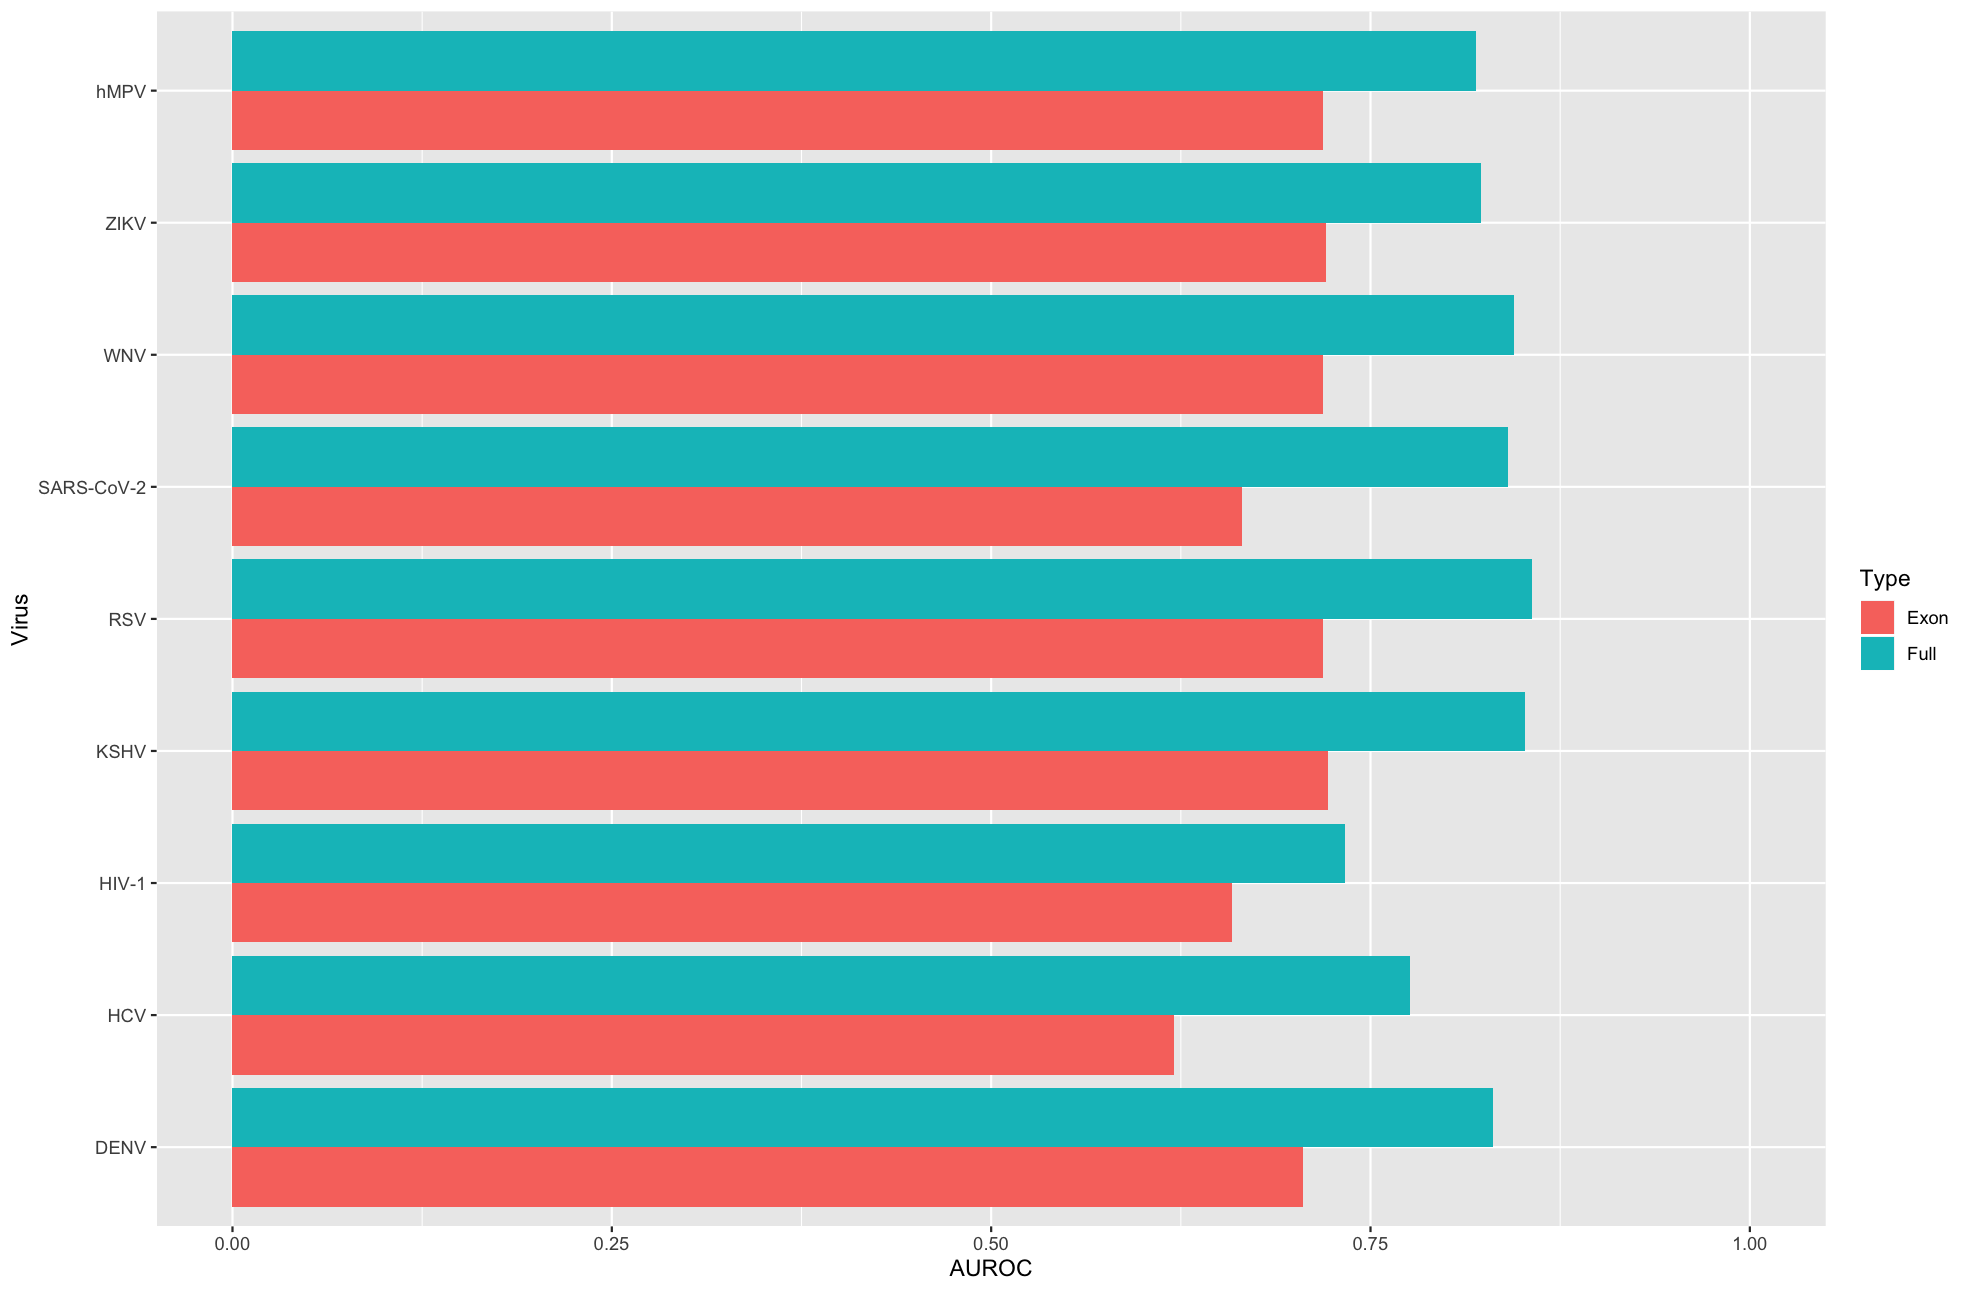 hMPV
ZIKV
WNV
SARS-CoV-2
RSV
KSHV
HIV-1
HCV
DENV
Virus
0.00 0.25 0.50 0.75 1.00
AUROC
Type
Exon
Full